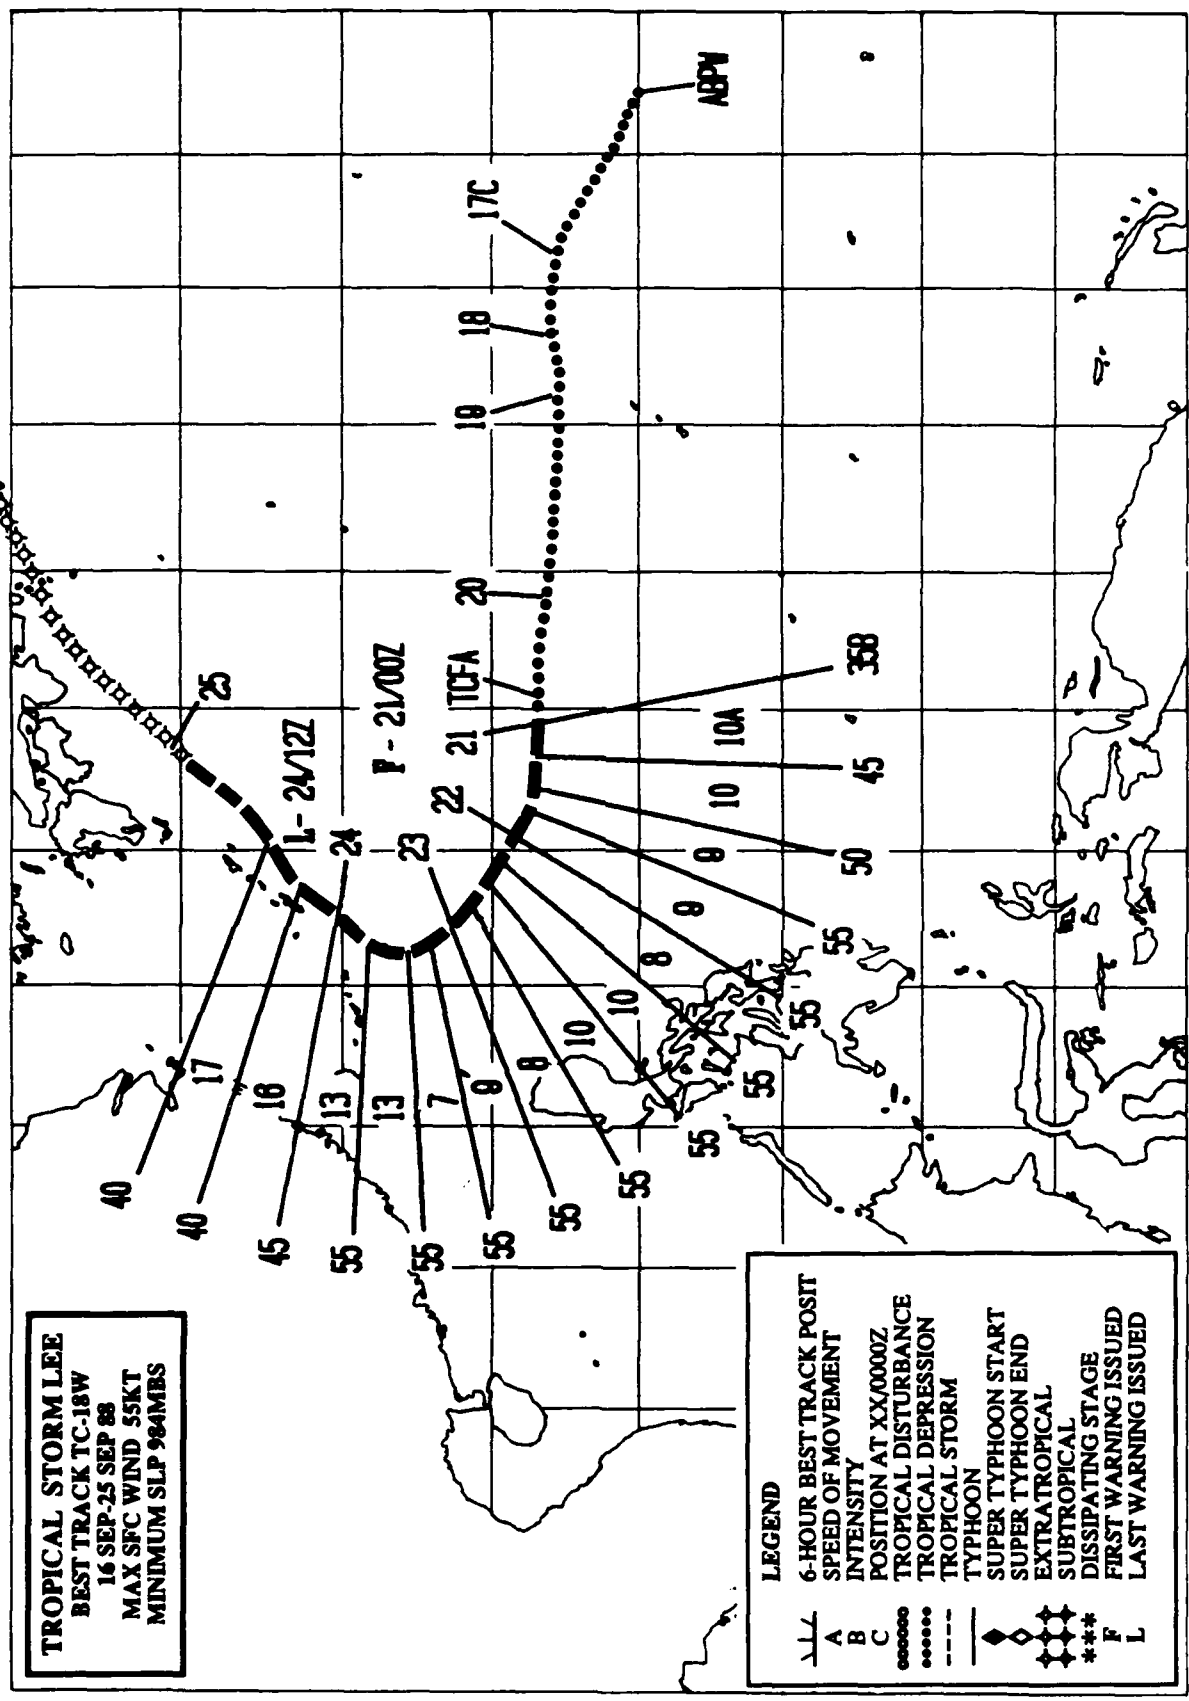 TROPICAL STORM LEE
BEST TRACK TC-18W
16 SEP-25 SEP 88
MAX SFC WIND 55KT
MINIMUM SLP 984MBS
ABPW
17C
18
19
20
TCFA
21
22
23
24
25
F - 21/00Z
L - 24/12Z
35B
45
50
55
55
55
55
55
55
55
55
55
45
40
40
10A
10
9
9
8
10
10
8
9
7
13
13
16
17
LEGEND
6-HOUR BEST TRACK POSIT
A SPEED OF MOVEMENT
B INTENSITY
C POSITION AT XX/0000Z
TROPICAL DISTURBANCE
TROPICAL DEPRESSION
TROPICAL STORM
TYPHOON
SUPER TYPHOON START
SUPER TYPHOON END
EXTRATROPICAL
SUBTROPICAL
*** DISSIPATING STAGE
F FIRST WARNING ISSUED
L LAST WARNING ISSUED